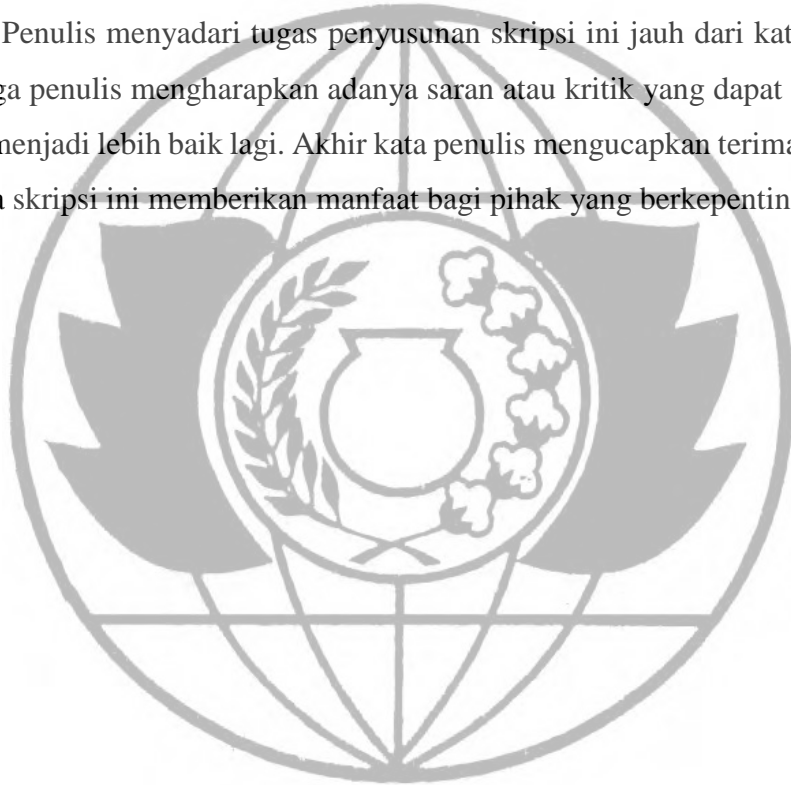 Penulis menyadari tugas penyusunan skripsi ini jauh dari kat
ga penulis mengharapkan adanya saran atau kritik yang dapat
menjadi lebih baik lagi. Akhir kata penulis mengucapkan terima
a skripsi ini memberikan manfaat bagi pihak yang berkepentin